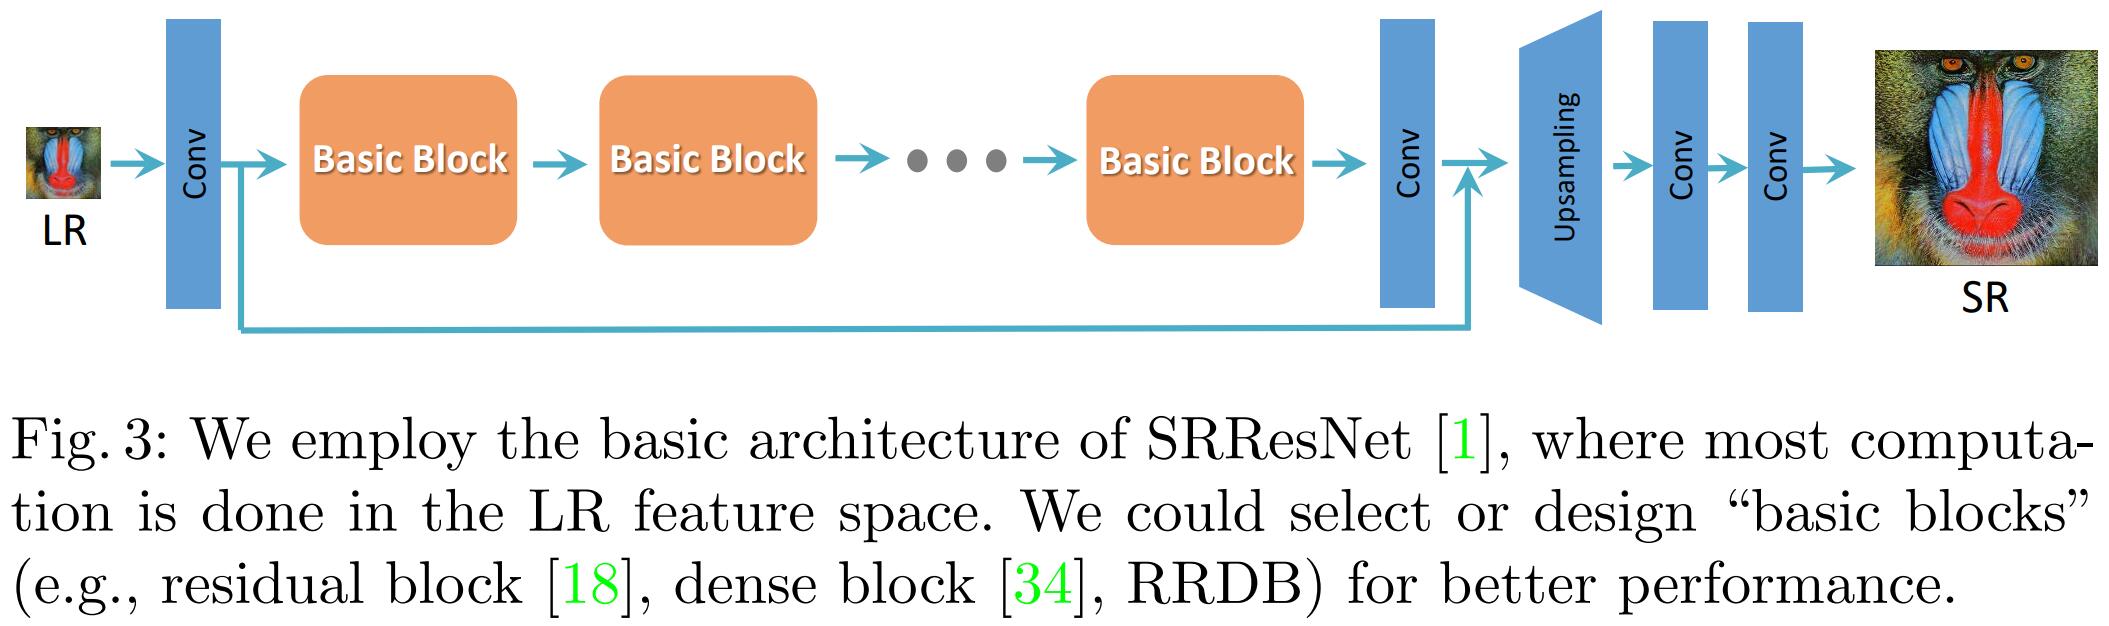 LR
Conv
Basic Block
Basic Block
Basic Block
Conv
Upsampling
Conv
Conv
SR
Fig. 3: We employ the basic architecture of SRResNet [1], where most computa-
tion is done in the LR feature space. We could select or design “basic blocks”
(e.g., residual block [18], dense block [34], RRDB) for better performance.